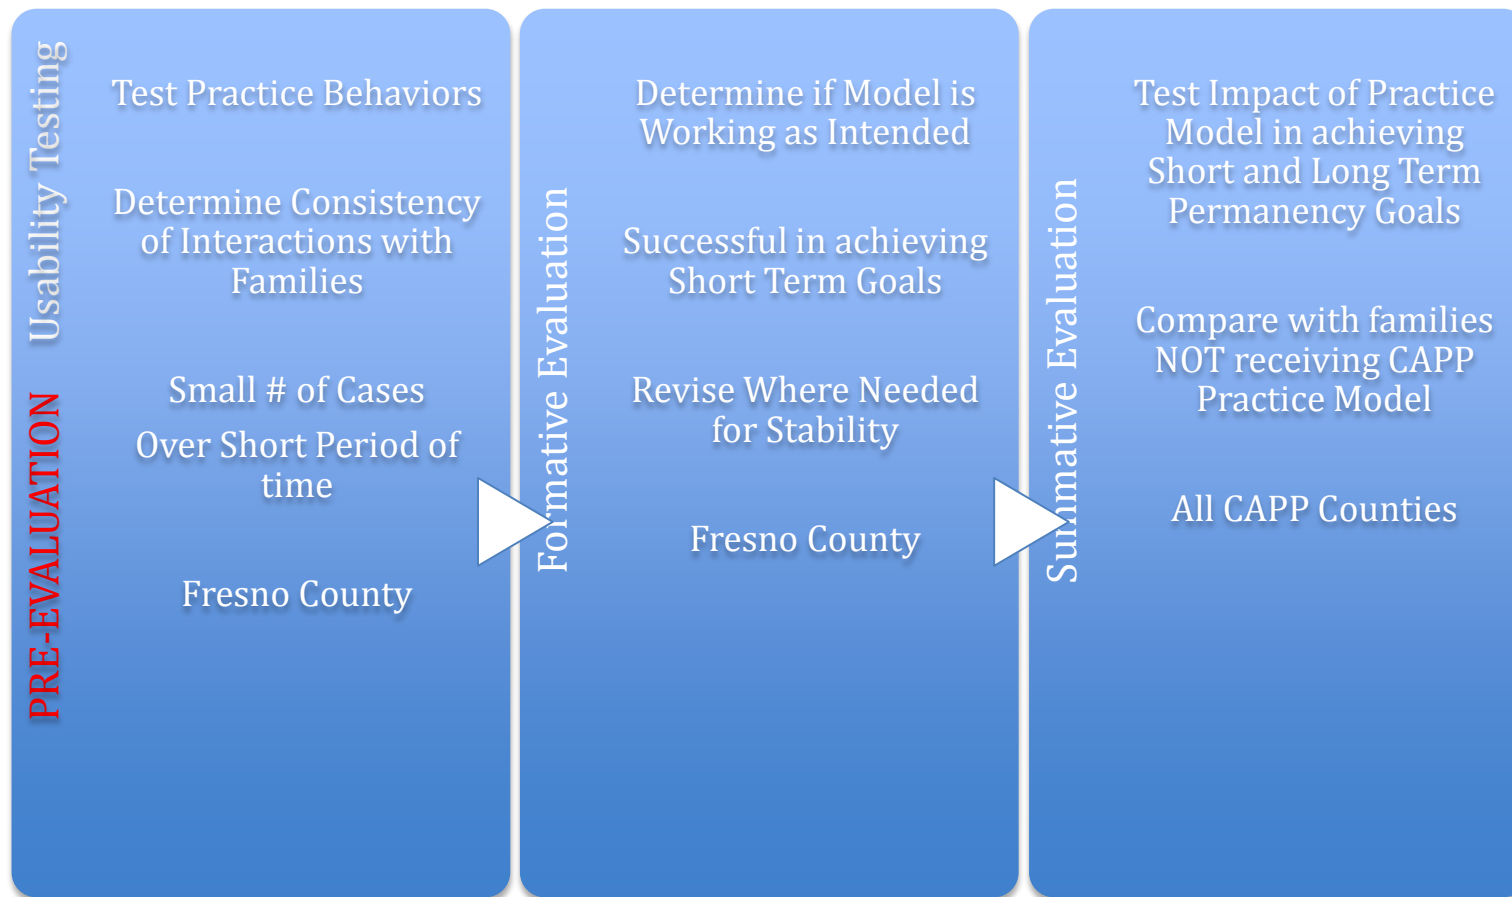 PRE-EVALUATION Usability Testing
Test Practice Behaviors
Determine Consistency
of Interactions with
Families
Small # of Cases
Over Short Period of
time
Fresno County
Formative Evaluation
Determine if Model is
Working as Intended
Successful in achieving
Short Term Goals
Revise Where Needed
for Stability
Fresno County
Summative Evaluation
Test Impact of Practice
Model in achieving
Short and Long Term
Permanency Goals
Compare with families
NOT receiving CAPP
Practice Model
All CAPP Counties